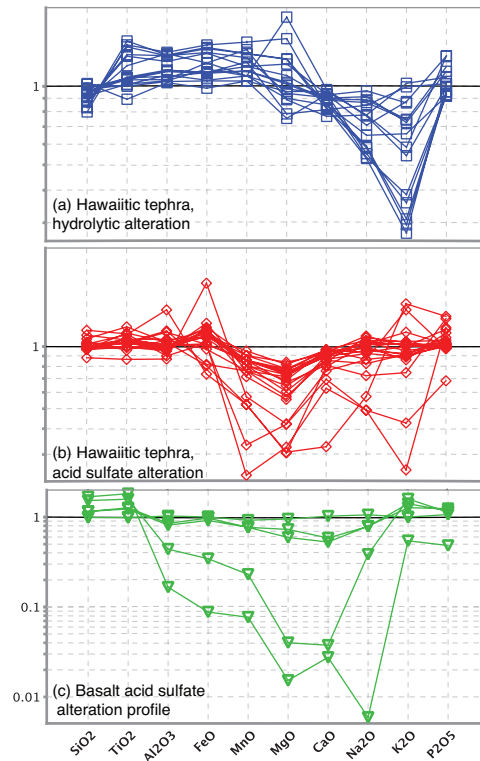 1
(a) Hawaiitic tephra,
hydrolytic alteration
1
(b) Hawaiitic tephra,
acid sulfate alteration
1
0.1
0.01
(c) Basalt acid sulfate
alteration profile
SiO2 TiO2 Al2O3 FeO MnO MgO CaO Na2O K2O P2O5